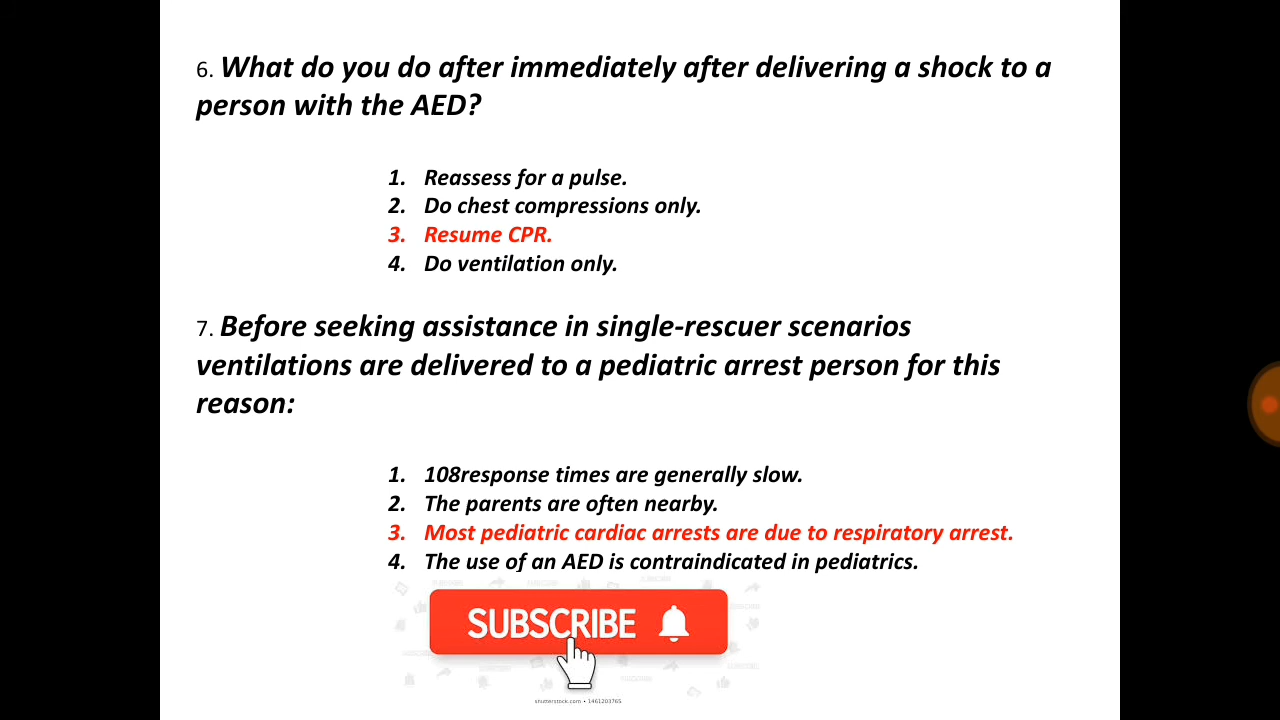 6. What do you do after immediately after delivering a shock to a
person with the AED?
1. Reassess for a pulse.
2. Do chest compressions only.
3. Resume CPR.
4. Do ventilation only.
7. Before seeking assistance in single-rescuer scenarios
ventilations are delivered to a pediatric arrest person for this
reason:
1. 108response times are generally slow.
2. The parents are often nearby.
3. Most pediatric cardiac arrests are due to respiratory arrest.
4. The use of an AED is contraindicated in pediatrics.
SUBSCRIBE
shutterstock.com • 1461203765